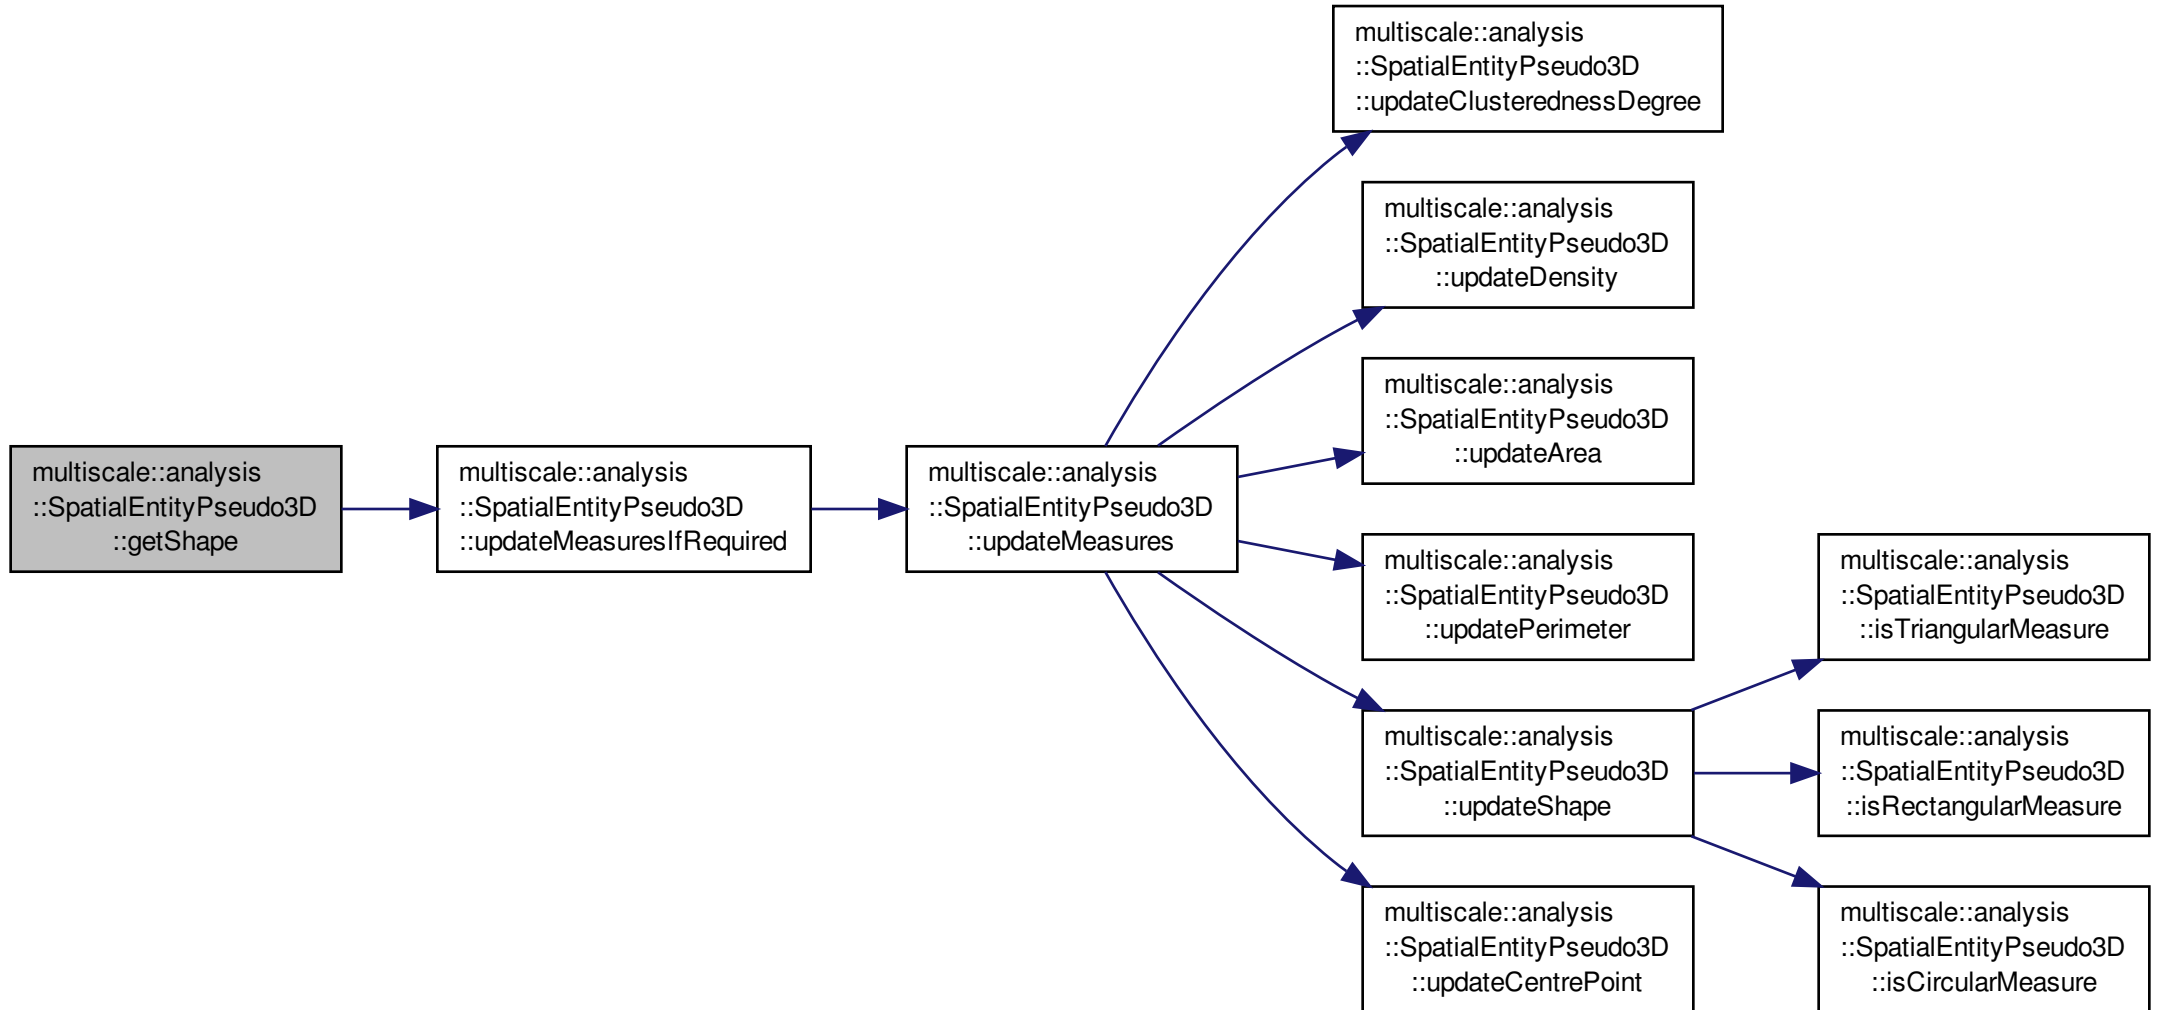 multiscale::analysis
::SpatialEntityPseudo3D
::updateClusterednessDegree
multiscale::analysis
::SpatialEntityPseudo3D
::updateDensity
multiscale::analysis
::SpatialEntityPseudo3D
::updateArea
multiscale::analysis
::SpatialEntityPseudo3D
::getShape
multiscale::analysis
::SpatialEntityPseudo3D
::updateMeasuresIfRequired
multiscale::analysis
::SpatialEntityPseudo3D
::updateMeasures
multiscale::analysis
::SpatialEntityPseudo3D
::updatePerimeter
multiscale::analysis
::SpatialEntityPseudo3D
::isTriangularMeasure
multiscale::analysis
::SpatialEntityPseudo3D
::updateShape
multiscale::analysis
::SpatialEntityPseudo3D
::isRectangularMeasure
multiscale::analysis
::SpatialEntityPseudo3D
::updateCentrePoint
multiscale::analysis
::SpatialEntityPseudo3D
::isCircularMeasure